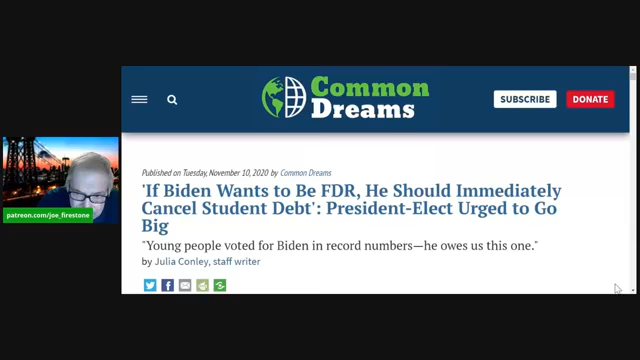 Common
Dreams
SUBSCRIBE
DONATE
Published on Tuesday, November 10, 2020 by Common Dreams
'If Biden Wants to Be FDR, He Should Immediately
Cancel Student Debt': President-Elect Urged to Go
Big
"Young people voted for Biden in record numbers—he owes us this one."
by Julia Conley, staff writer
patreon.com/joe_firestone